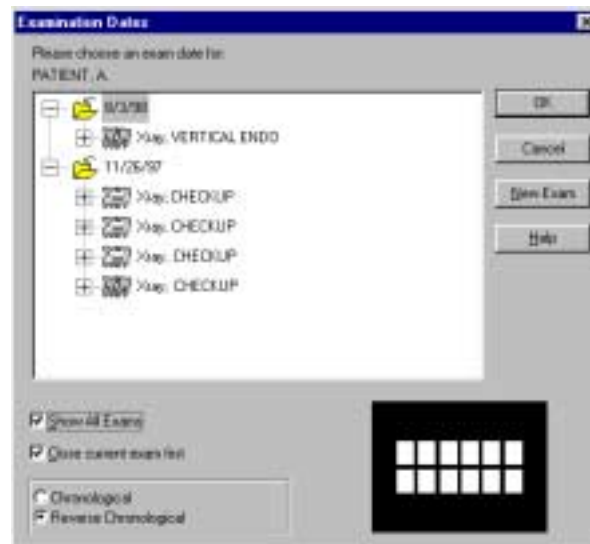 Examination Dates
Please choose an exam date for:
PATIENT, A.
8/3/98
Xray, VERTICAL ENDO
11/26/97
Xray, CHECKUP
Xray, CHECKUP
Xray, CHECKUP
Xray, CHECKUP
OK
Cancel
New Exam
Help
Show All Exams
Close current exam first
Chronological
Reverse Chronological